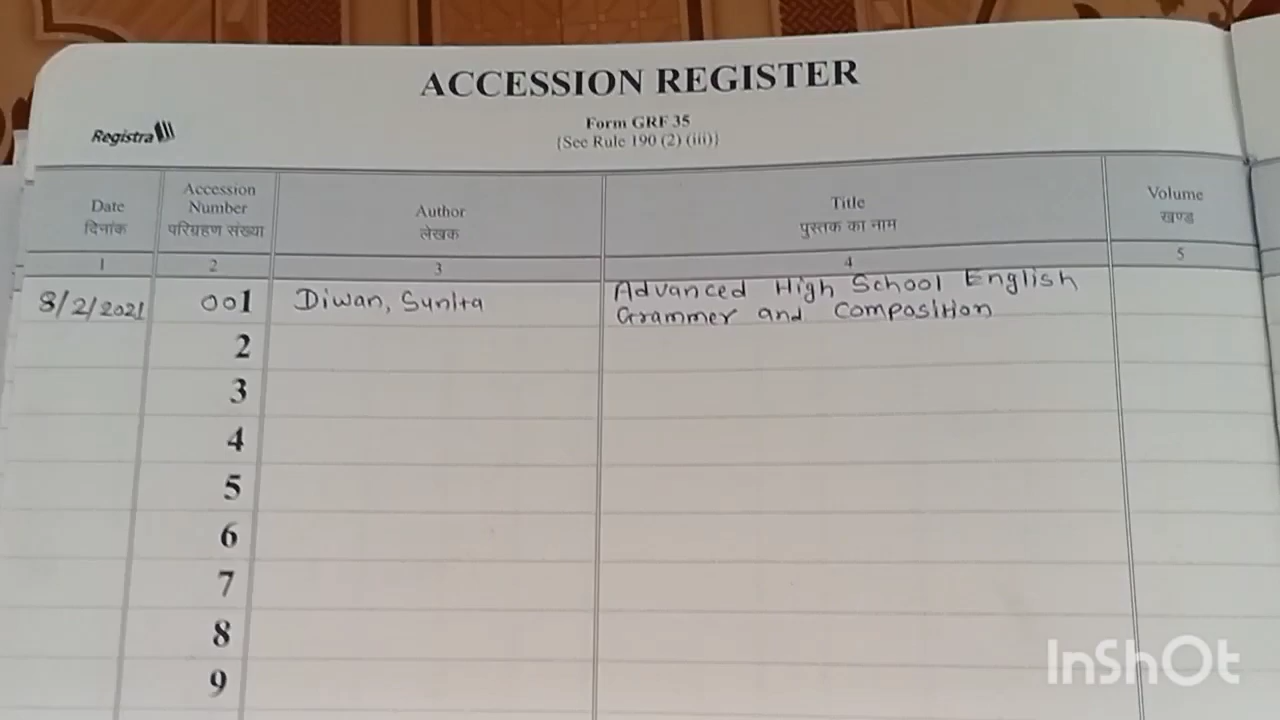 ACCESSION REGISTER
Registra
Form GRF 35
{See Rule 190 (2) (iii)}
Date दिनांक Accession Number परिग्रहण संख्या Author लेखक Title पुस्तक का नाम Volume खण्ड
1 2 3 4 5
8/2/2021 001 Diwan, Sunita Advanced High School English
Grammer and Composition
2
3
4
5
6
7
8
9
InShOt